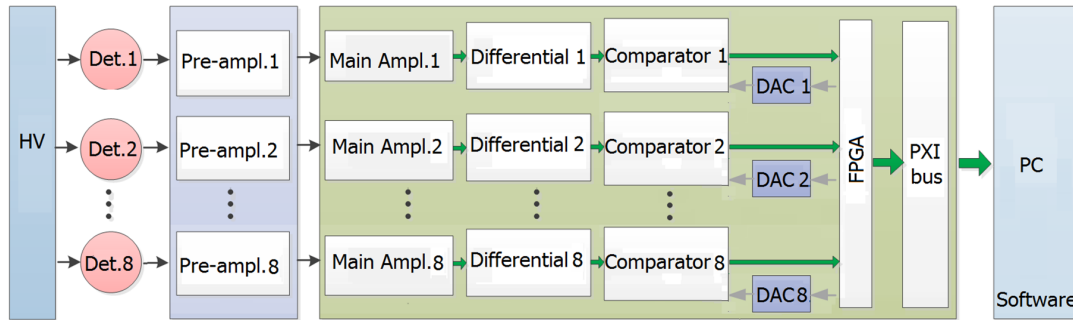 HV
Det.1
Pre-ampl.1
Main Ampl.1
Differential 1
Comparator 1
DAC 1
Det.2
Pre-ampl.2
Main Ampl.2
Differential 2
Comparator 2
DAC 2
Det.8
Pre-ampl.8
Main Ampl.8
Differential 8
Comparator 8
DAC 8
FPGA
PXI
bus
PC
Software